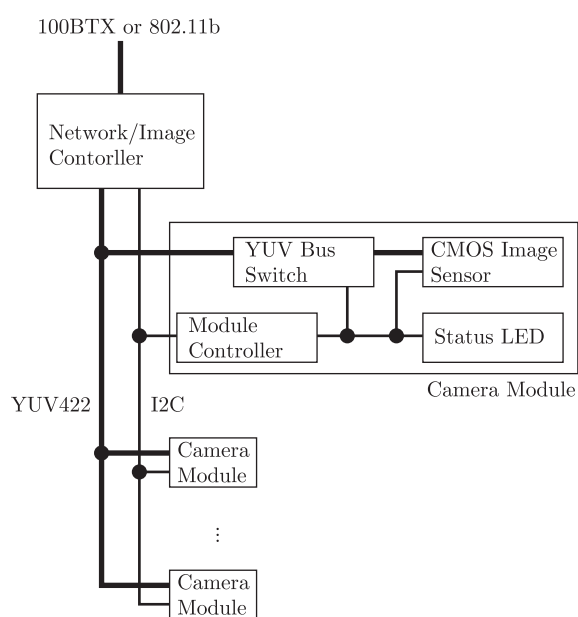 100BTX or 802.11b
Network/Image
Contorller
YUV Bus
Switch
CMOS Image
Sensor
Module
Controller
Status LED
Camera Module
YUV422
I2C
Camera
Module
⋮
Camera
Module